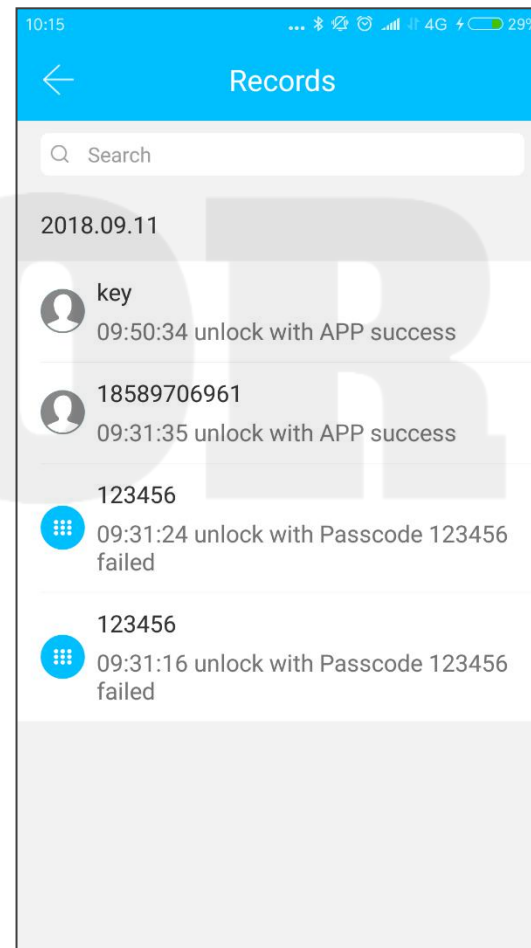 10:15 ... 4G 29%
Records
Search
2018.09.11
key
09:50:34 unlock with APP success
18589706961
09:31:35 unlock with APP success
123456
09:31:24 unlock with Passcode 123456
failed
123456
09:31:16 unlock with Passcode 123456
failed
OR